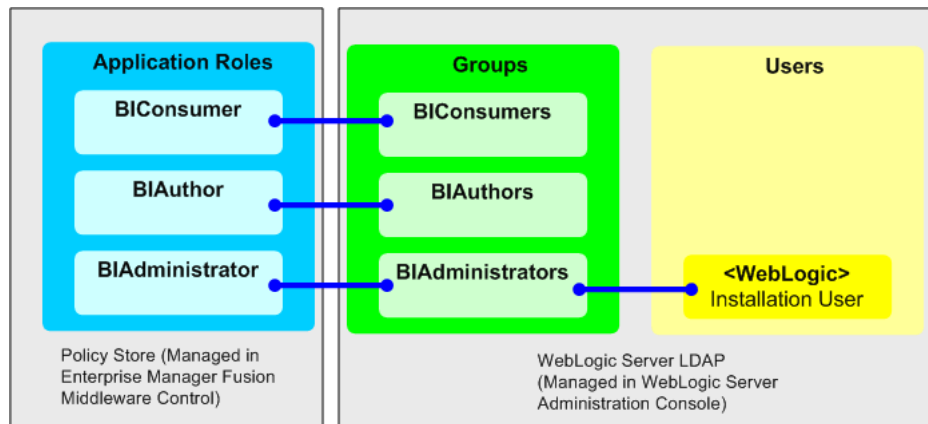 Application Roles
BIConsumer
BIAuthor
BIAdministrator
Policy Store (Managed in
Enterprise Manager Fusion
Middleware Control)
Groups
BIConsumers
BIAuthors
BIAdministrators
Users
<WebLogic>
Installation User
WebLogic Server LDAP
(Managed in WebLogic Server
Administration Console)